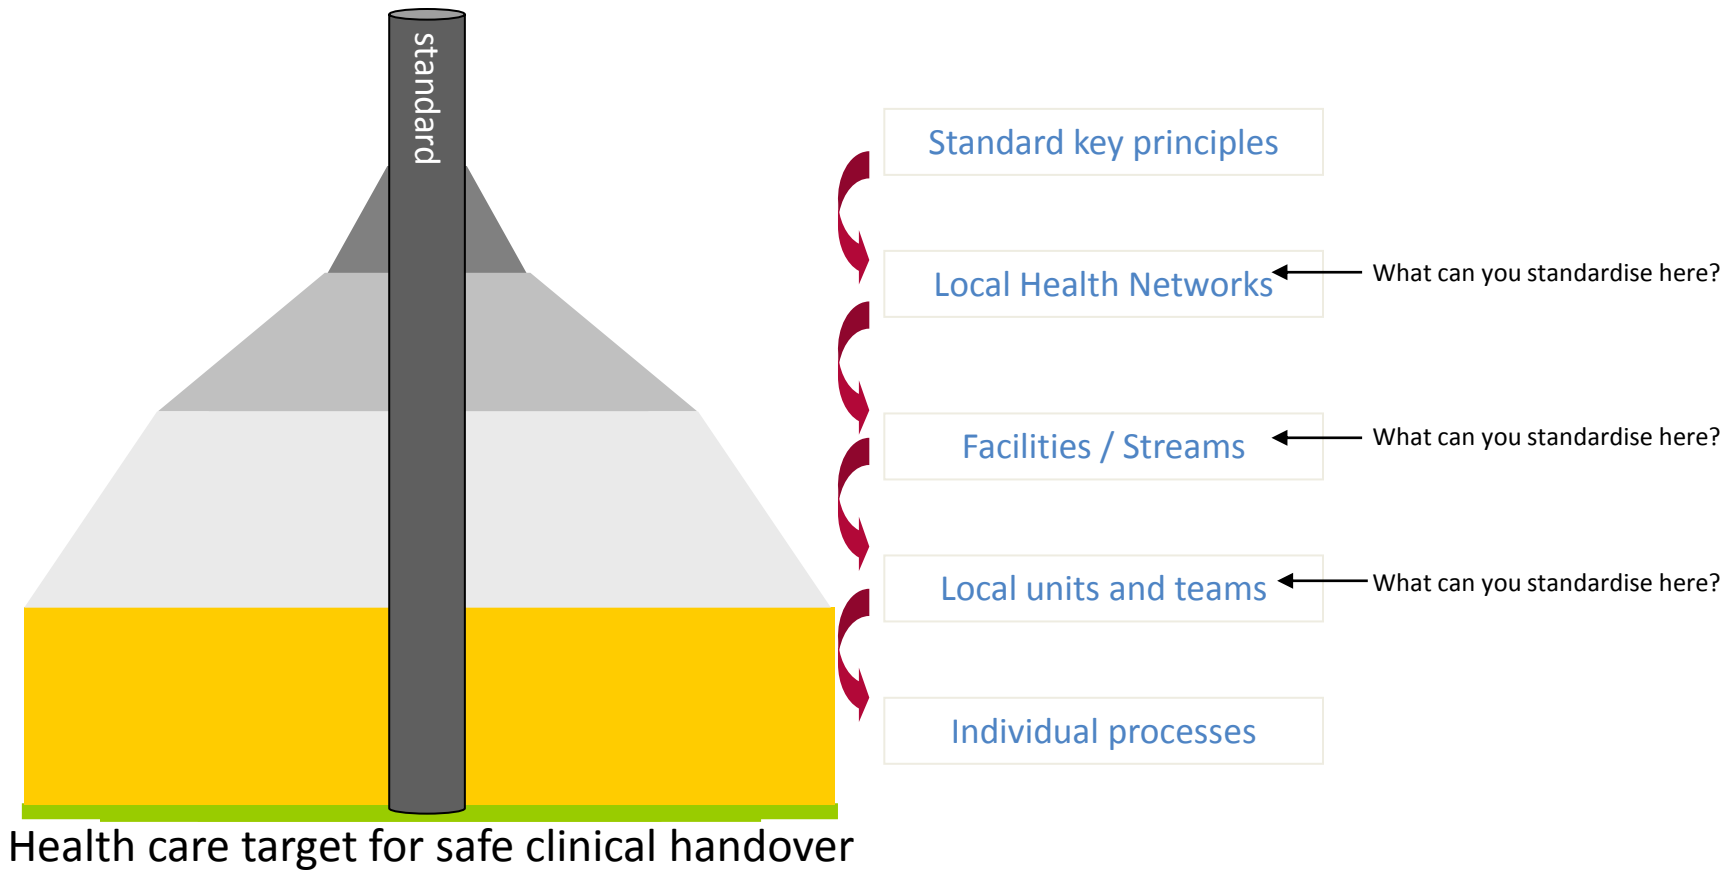 standard
Standard key principles
Local Health Networks
What can you standardise here?
Facilities / Streams
What can you standardise here?
Local units and teams
What can you standardise here?
Individual processes
Health care target for safe clinical handover